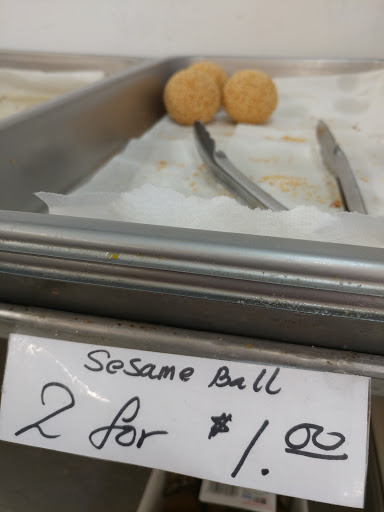 Sesame Ball
2 for $1.00